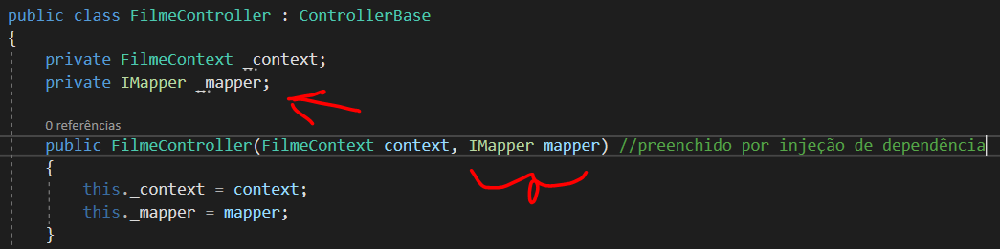 public class FilmeController : ControllerBase
{
private FilmeContext _context;
private IMapper _mapper;
0 referências
public FilmeController(FilmeContext context, IMapper mapper) //preenchido por injeção de dependência
{
this._context = context;
this._mapper = mapper;
}